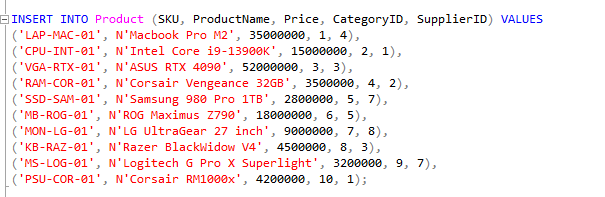 INSERT INTO Product (SKU, ProductName, Price, CategoryID, SupplierID) VALUES
('LAP-MAC-01', N'Macbook Pro M2', 35000000, 1, 4),
('CPU-INT-01', N'Intel Core i9-13900K', 15000000, 2, 1),
('VGA-RTX-01', N'ASUS RTX 4090', 52000000, 3, 3),
('RAM-COR-01', N'Corsair Vengeance 32GB', 3500000, 4, 2),
('SSD-SAM-01', N'Samsung 980 Pro 1TB', 2800000, 5, 7),
('MB-ROG-01', N'ROG Maximus Z790', 18000000, 6, 5),
('MON-LG-01', N'LG UltraGear 27 inch', 9000000, 7, 8),
('KB-RAZ-01', N'Razer BlackWidow V4', 4500000, 8, 3),
('MS-LOG-01', N'Logitech G Pro X Superlight', 3200000, 9, 7),
('PSU-COR-01', N'Corsair RM1000x', 4200000, 10, 1);